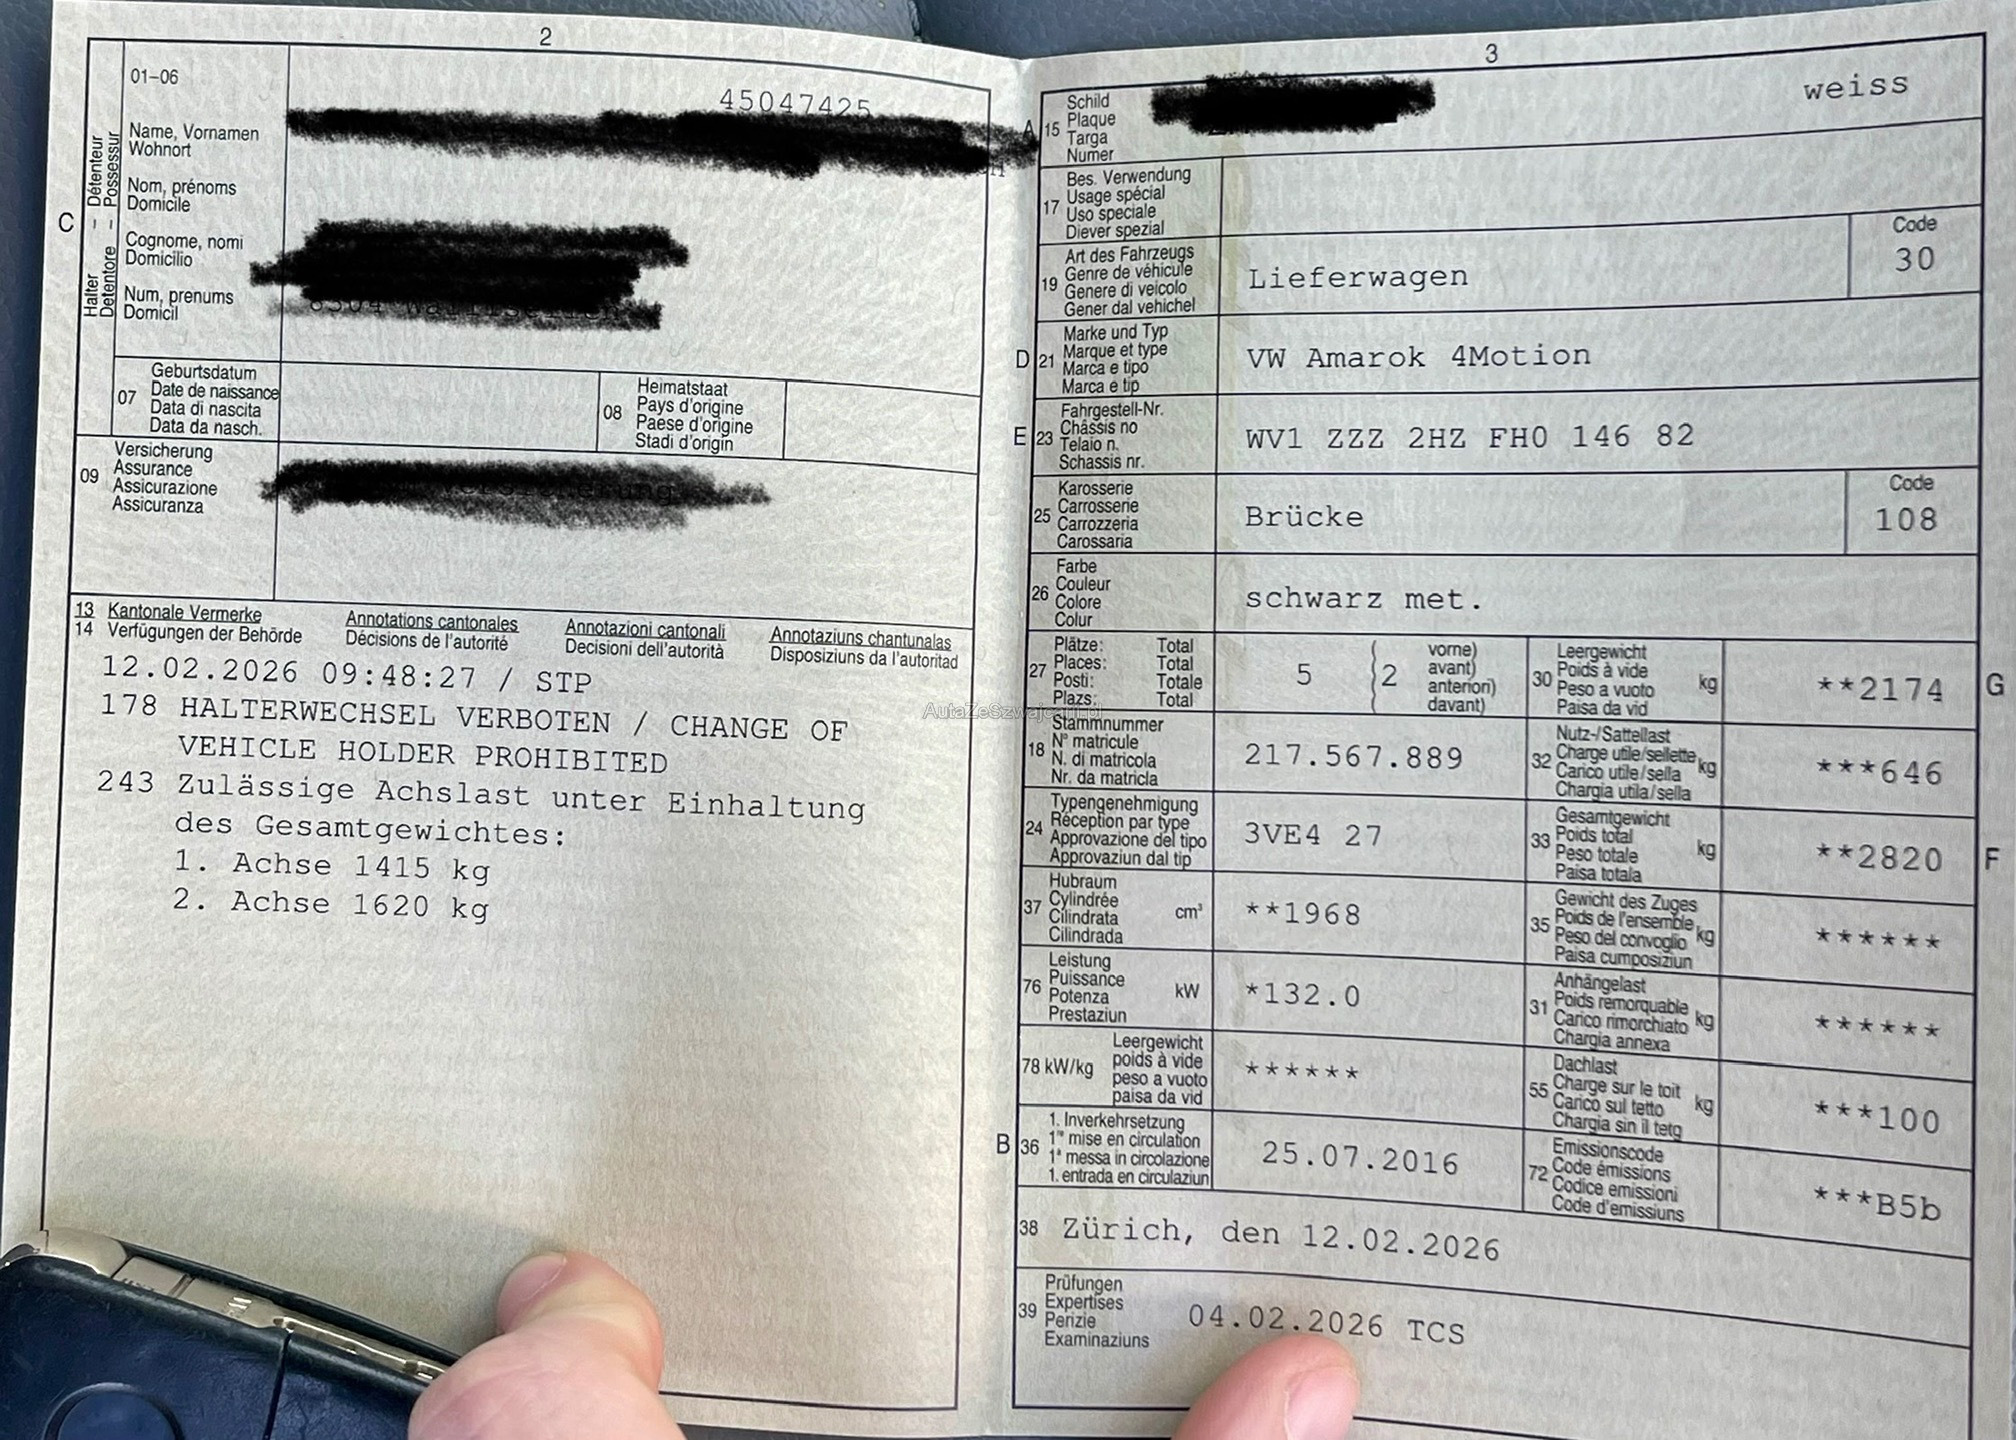 2
01-06
45047425
Name, Vornamen
Wohnort
Nom, prénoms
Domicile
Cognome, nomi
Domicilio
Num, prenums
Domicil
C
Halter – Détenteur
Detentore – Possessur
07
Geburtsdatum
Date de naissance
Data di nascita
Data da nasch.
08
Heimatstaat
Pays d'origine
Paese d'origine
Stadi d'origin
09
Versicherung
Assurance
Assicurazione
Assicuranza
13 Kantonale Vermerke Annotations cantonales Annotazioni cantonali Annotaziuns chantunalas
14 Verfügungen der Behörde Décisions de l'autorité Decisioni dell'autorità Disposiziuns da l'autoritad
12.02.2026 09:48:27 / STP
178 HALTERWECHSEL VERBOTEN / CHANGE OF
VEHICLE HOLDER PROHIBITED
243 Zulässige Achslast unter Einhaltung
des Gesamtgewichtes:
1. Achse 1415 kg
2. Achse 1620 kg
AutaZeSzwajcarii.pl
3
A 15
Schild
Plaque
Targa
Numer
weiss
17
Bes. Verwendung
Usage spécial
Uso speciale
Diever spezial
19
Art des Fahrzeugs
Genre de véhicule
Genere di veicolo
Gener dal vehichel
Lieferwagen
Code
30
D 21
Marke und Typ
Marque et type
Marca e tipo
Marca e tip
VW Amarok 4Motion
E 23
Fahrgestell-Nr.
Châssis no
Telaio n.
Schassis nr.
WV1 ZZZ 2HZ FH0 146 82
25
Karosserie
Carrosserie
Carrozzeria
Carossaria
Brücke
Code
108
26
Farbe
Couleur
Colore
Colur
schwarz met.
27
Plätze: Total
Places: Total
Posti: Totale
Plazs: Total
5
2
vorne)
avant)
anteriori)
davant)
30
Leergewicht
Poids à vide
Peso a vuoto
Paisa da vid
kg
**2174
G
18
Stammnummer
N° matricule
N. di matricola
Nr. da matricla
217.567.889
32
Nutz-/Sattellast
Charge utile/sellette
Carico utile/sella
Chargia utila/sella
kg
***646
24
Typengenehmigung
Réception par type
Approvazione del tipo
Approvaziun dal tip
3VE4 27
33
Gesamtgewicht
Poids total
Peso totale
Paisa totala
kg
**2820
F
37
Hubraum
Cylindrée
Cilindrata
Cilindrada
cm³
**1968
35
Gewicht des Zuges
Poids de l'ensemble
Peso del convoglio
Paisa cumposiziun
kg
******
76
Leistung
Puissance
Potenza
Prestaziun
kW
*132.0
31
Anhängelast
Poids remorquable
Carico rimorchiato
Chargia annexa
kg
******
78 kW/kg
Leergewicht
poids à vide
peso a vuoto
paisa da vid
******
55
Dachlast
Charge sur le toit
Carico sul tetto
Chargia sin il tetg
kg
***100
B 36
1. Inverkehrsetzung
1re mise en circulation
1a messa in circolazione
1. entrada en circulaziun
25.07.2016
72
Emissionscode
Code émissions
Codice emissioni
Code d'emissiuns
***B5b
38 Zürich, den 12.02.2026
39
Prüfungen
Expertises
Perizie
Examinaziuns
04.02.2026 TCS